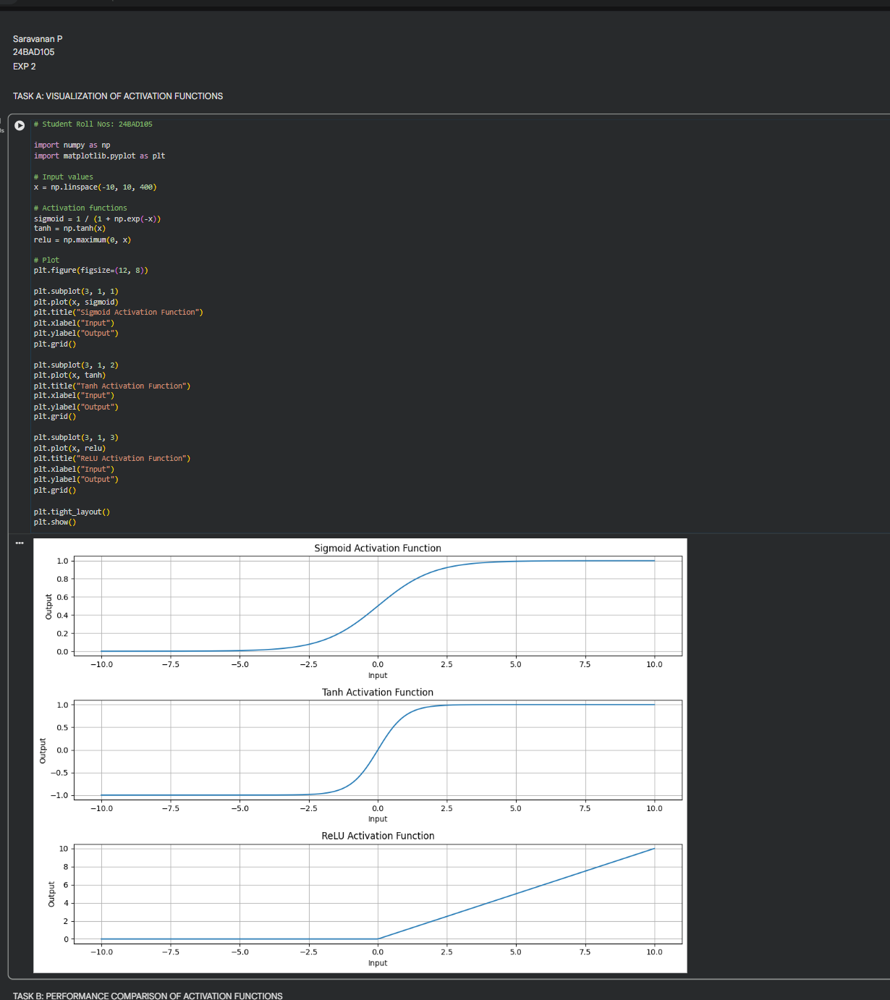 Saravanan P
24BAD105
EXP 2
TASK A: VISUALIZATION OF ACTIVATION FUNCTIONS
# Student Roll Nos: 24BAD105
import numpy as np
import matplotlib.pyplot as plt
# Input values
x = np.linspace(-10, 10, 400)
# Activation functions
sigmoid = 1 / (1 + np.exp(-x))
tanh = np.tanh(x)
relu = np.maximum(0, x)
# Plot
plt.figure(figsize=(12, 8))
plt.subplot(3, 1, 1)
plt.plot(x, sigmoid)
plt.title("Sigmoid Activation Function")
plt.xlabel("Input")
plt.ylabel("Output")
plt.grid()
plt.subplot(3, 1, 2)
plt.plot(x, tanh)
plt.title("Tanh Activation Function")
plt.xlabel("Input")
plt.ylabel("Output")
plt.grid()
plt.subplot(3, 1, 3)
plt.plot(x, relu)
plt.title("ReLU Activation Function")
plt.xlabel("Input")
plt.ylabel("Output")
plt.grid()
plt.tight_layout()
plt.show()
Sigmoid Activation Function
Output
1.0
0.8
0.6
0.4
0.2
0.0
−10.0 −7.5 −5.0 −2.5 0.0 2.5 5.0 7.5 10.0
Input
Tanh Activation Function
Output
1.0
0.5
0.0
−0.5
−1.0
−10.0 −7.5 −5.0 −2.5 0.0 2.5 5.0 7.5 10.0
Input
ReLU Activation Function
Output
10
8
6
4
2
0
−10.0 −7.5 −5.0 −2.5 0.0 2.5 5.0 7.5 10.0
Input
TASK B: PERFORMANCE COMPARISON OF ACTIVATION FUNCTIONS